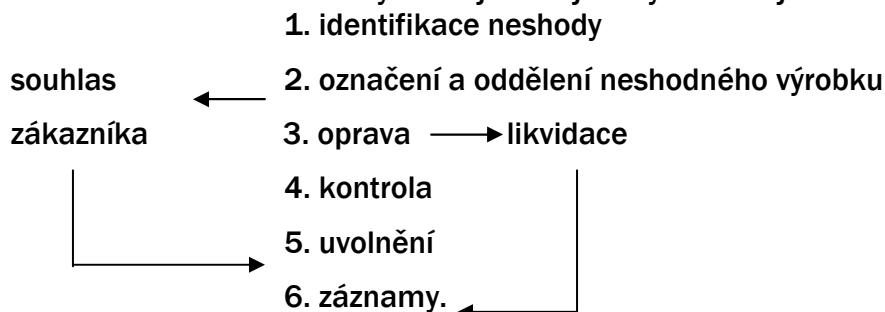 1. identifikace neshody
souhlas 2. označení a oddělení neshodného výrobku
zákazníka 3. oprava likvidace
4. kontrola
5. uvolnění
6. záznamy.